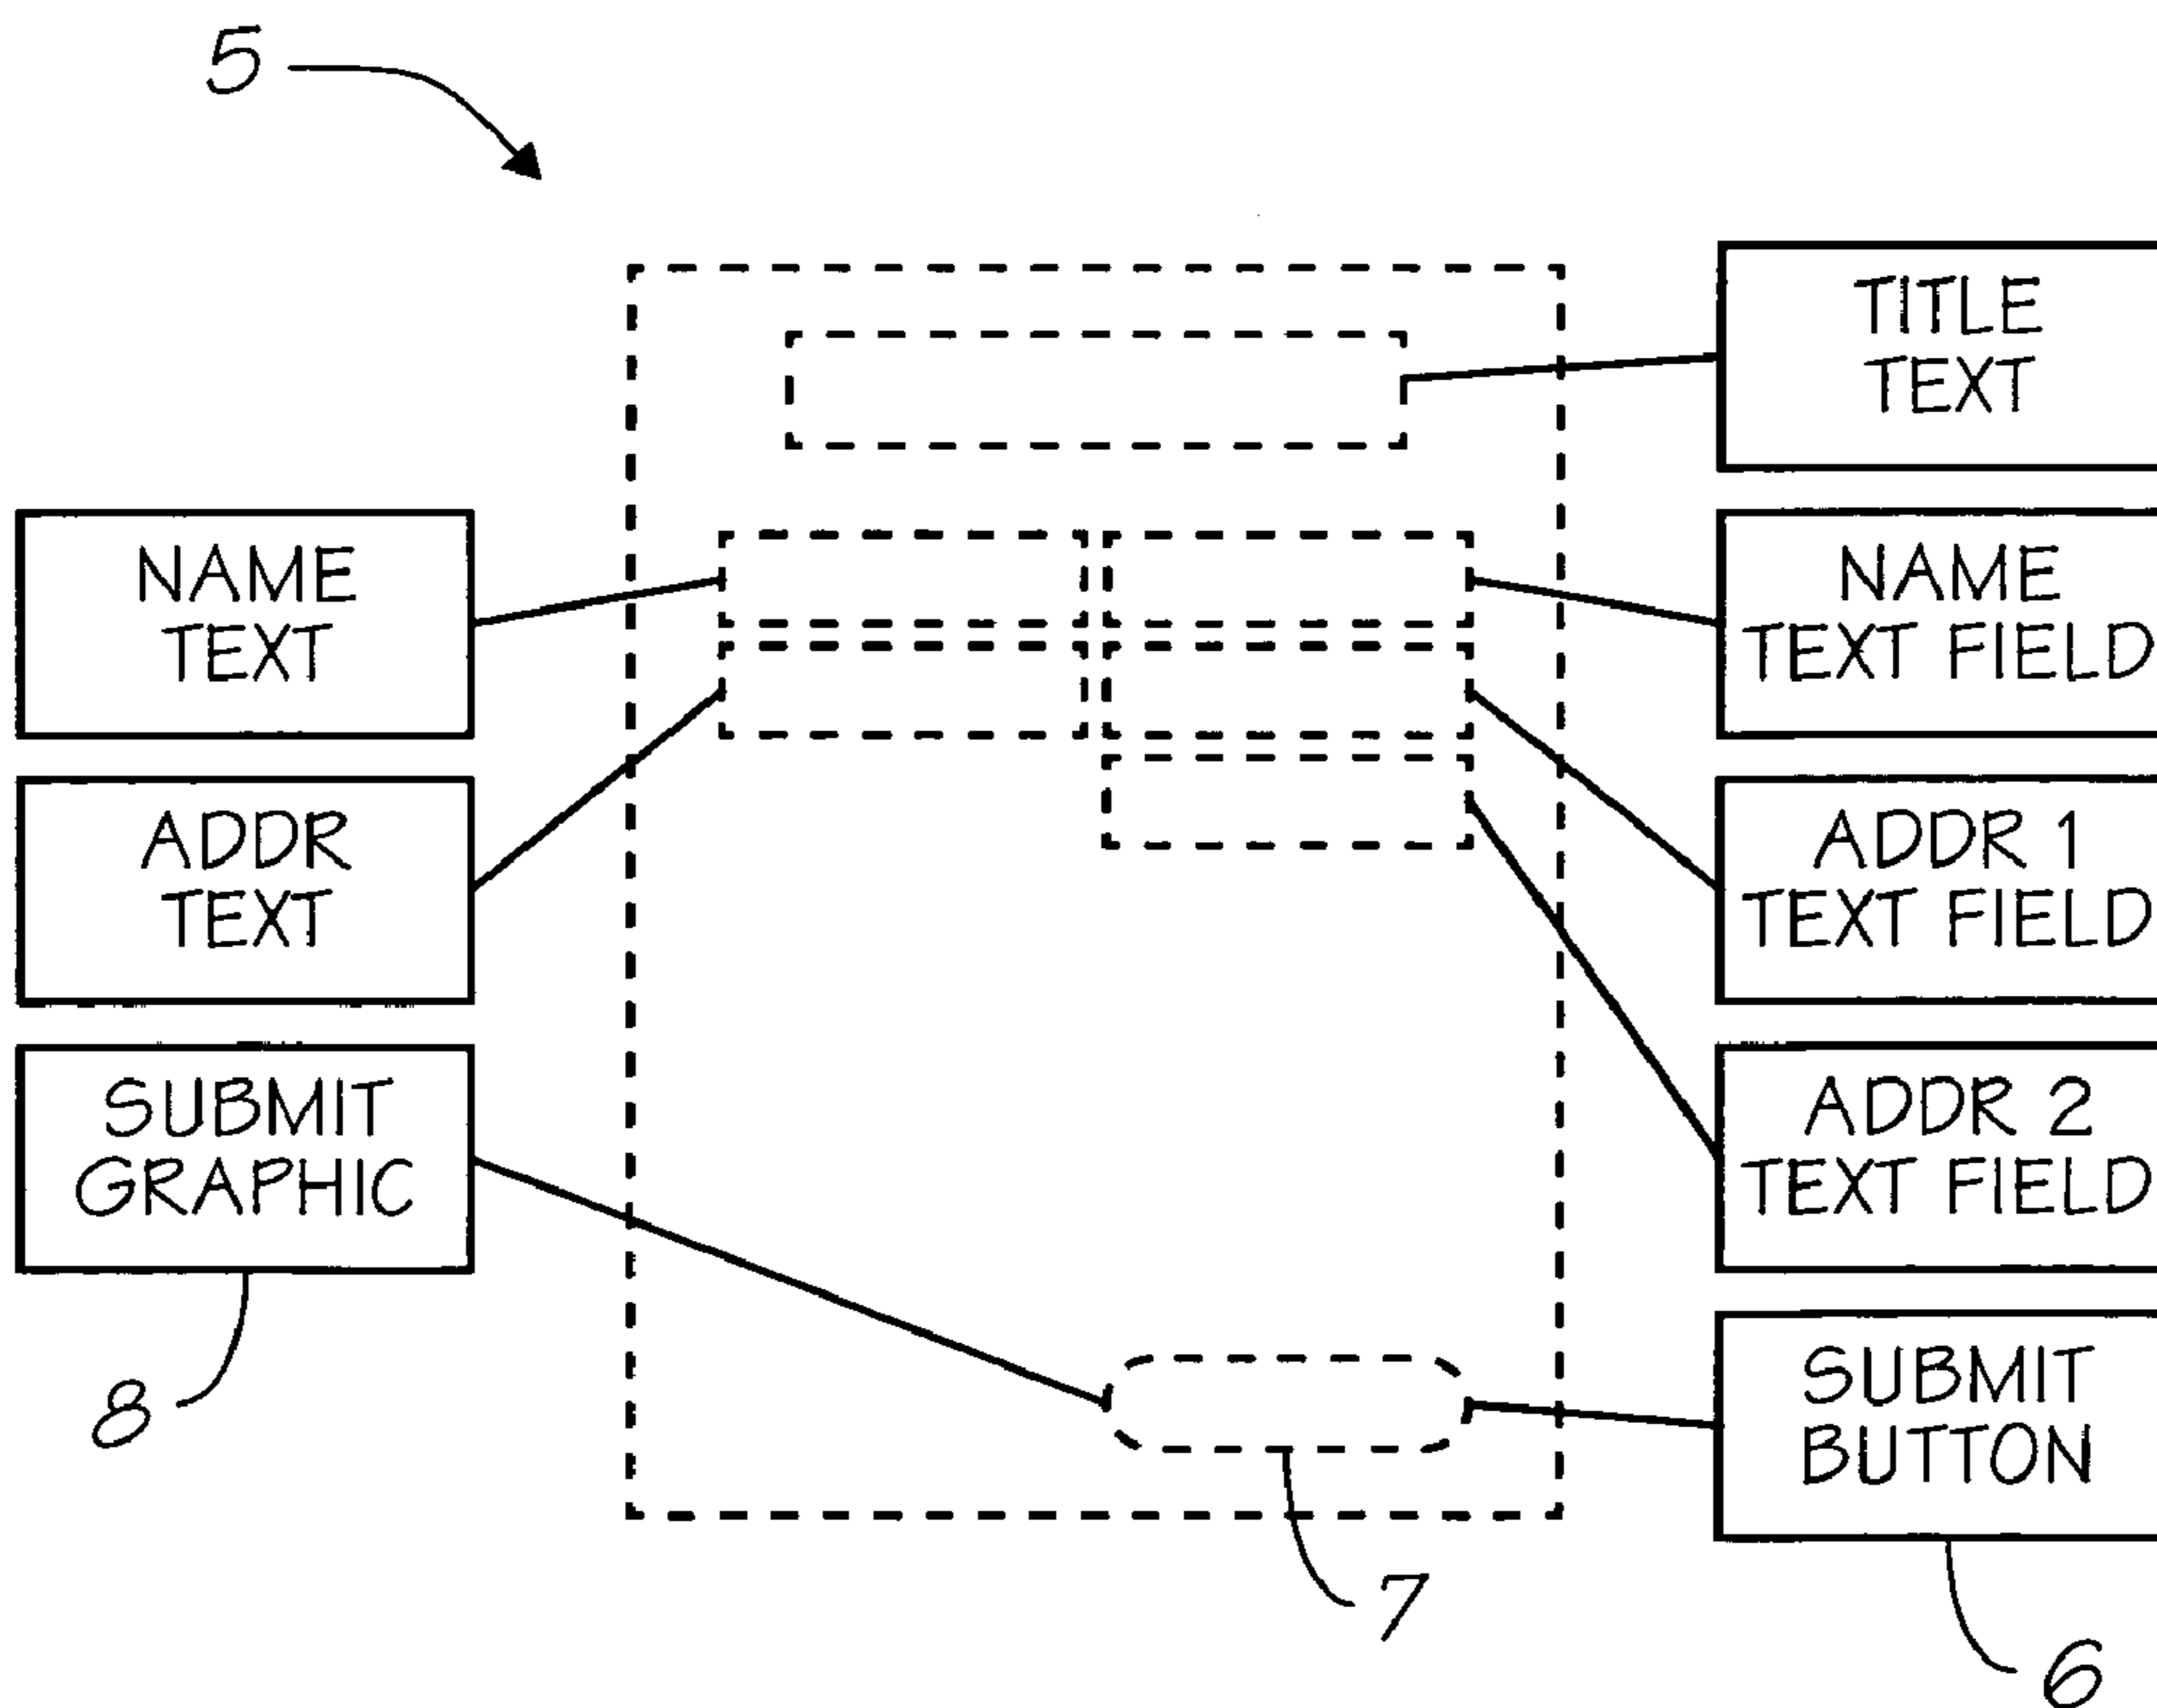 5
TITLE
TEXT
NAME
TEXT
NAME
TEXT FIELD
ADDR
TEXT
ADDR 1
TEXT FIELD
SUBMIT
GRAPHIC
ADDR 2
TEXT FIELD
SUBMIT
BUTTON
8
7
6